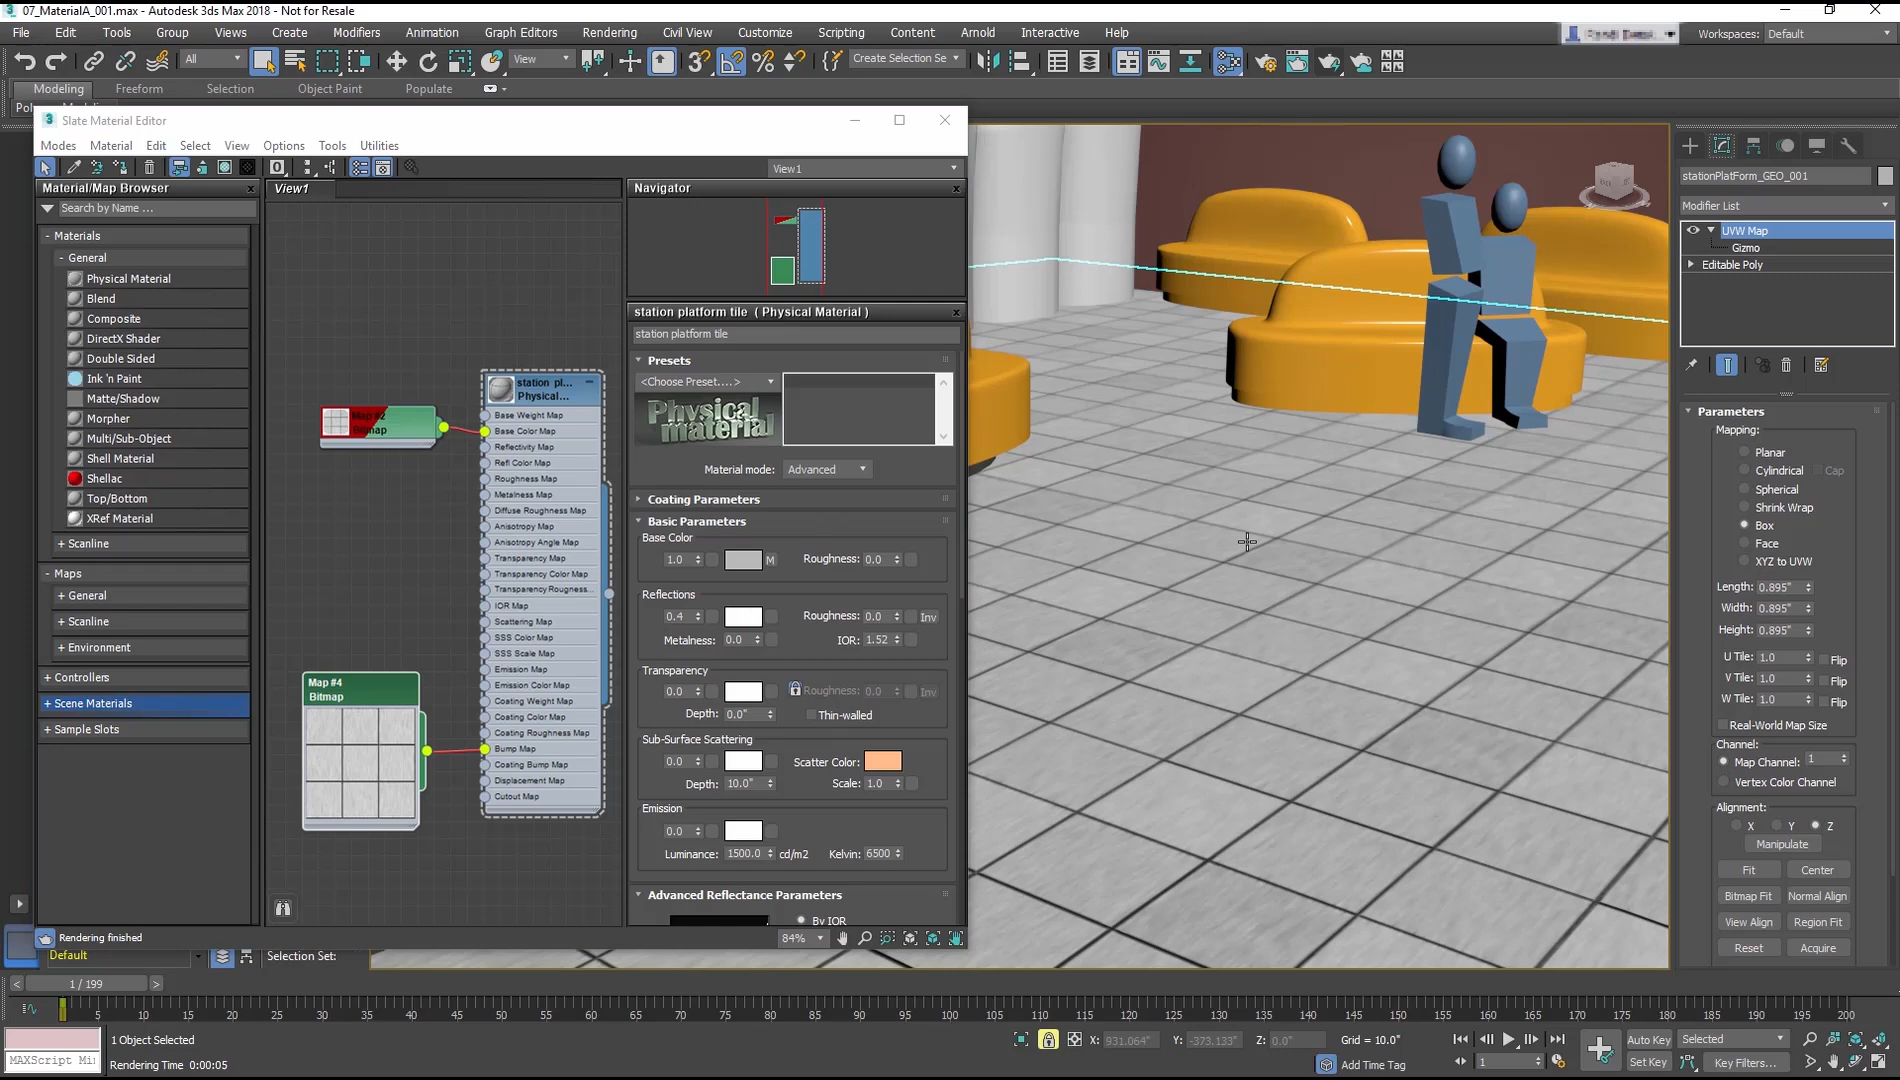 07_MaterialA_001.max - Autodesk 3ds Max 2018 - Not for Resale
File Edit Tools Group Views Create Modifiers Animation Graph Editors Rendering Civil View Customize Scripting Content Arnold Interactive Help
Workspaces: Default
All
View
Create Selection Se
Modeling Freeform Selection Object Paint Populate
Slate Material Editor
Modes Material Edit Select View Options Tools Utilities
View1
Material/Map Browser
View1
Navigator
Search by Name ...
- Materials
- General
Physical Material
Blend
Composite
DirectX Shader
Double Sided
Ink 'n Paint
Matte/Shadow
Morpher
Multi/Sub-Object
Shell Material
Shellac
Top/Bottom
XRef Material
+ Scanline
- Maps
+ General
+ Scanline
+ Environment
+ Controllers
+ Scene Materials
+ Sample Slots
Map #2
Bitmap
station pl...
Physical...
Base Weight Map
Base Color Map
Reflectivity Map
Refl Color Map
Roughness Map
Metalness Map
Diffuse Roughness Map
Anisotropy Map
Anisotropy Angle Map
Transparency Map
Transparency Color Map
Transparency Rougness...
IOR Map
Scattering Map
SSS Color Map
SSS Scale Map
Emission Map
Emission Color Map
Coating Weight Map
Coating Color Map
Coating Roughness Map
Bump Map
Coating Bump Map
Displacement Map
Cutout Map
Map #4
Bitmap
station platform tile ( Physical Material )
station platform tile
Presets
<Choose Preset....>
Physical material
Material mode: Advanced
Coating Parameters
Basic Parameters
Base Color
1.0 M Roughness: 0.0
Reflections
0.4 Roughness: 0.0 Inv
Metalness: 0.0 IOR: 1.52
Transparency
0.0 Roughness: 0.0 Inv
Depth: 0.0" Thin-walled
Sub-Surface Scattering
0.0 Scatter Color:
Depth: 10.0" Scale: 1.0
Emission
0.0
Luminance: 1500.0 cd/m2 Kelvin: 6500
Advanced Reflectance Parameters
By IOR
Rendering finished
84%
Default
Selection Set:
stationPlatForm_GEO_001
Modifier List
UVW Map
Gizmo
Editable Poly
Parameters
Mapping:
Planar
Cylindrical Cap
Spherical
Shrink Wrap
Box
Face
XYZ to UVW
Length: 0.895"
Width: 0.895"
Height: 0.895"
U Tile: 1.0 Flip
V Tile: 1.0 Flip
W Tile: 1.0 Flip
Real-World Map Size
Channel:
Map Channel: 1
Vertex Color Channel
Alignment:
X Y Z
Manipulate
Fit Center
Bitmap Fit Normal Align
View Align Region Fit
Reset Acquire
< 1 / 199 >
5 10 15 20 25 30 35 40 45 50 55 60 65 70 75 80 85 90 95 100 105 110 115 120 125 130 135 140 145 150 155 160 165 170 175 180 185 190 195 200
1 Object Selected
X: 931.064" Y: -373.133" Z: 0.0" Grid = 10.0"
Auto Key Selected
MAXScript Mi
Rendering Time 0:00:05
Add Time Tag
1
Set Key Key Filters...